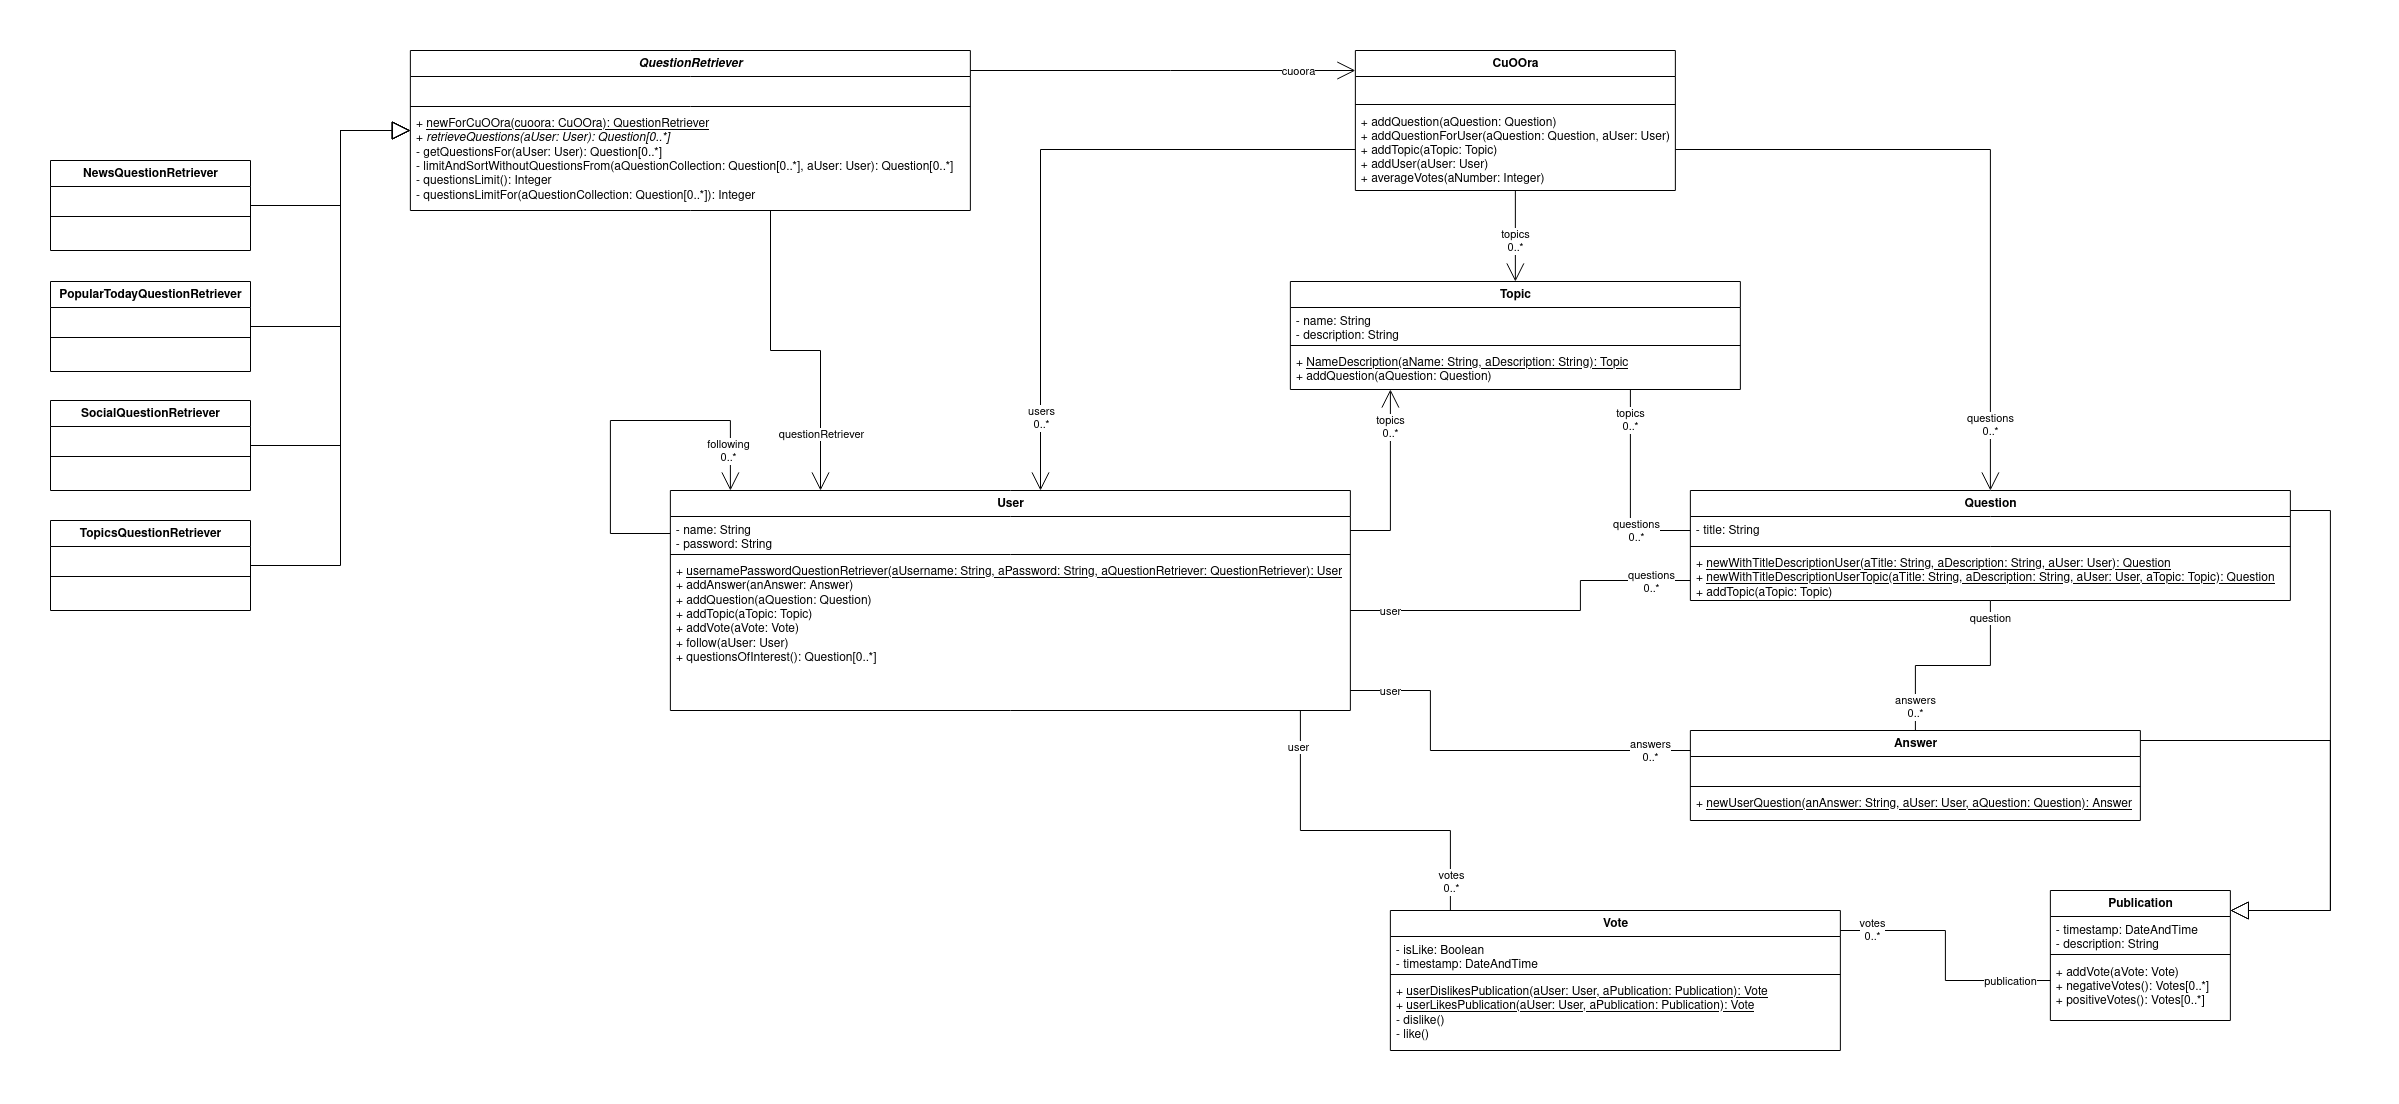 QuestionRetriever
+ newForCuOOra(cuoora: CuOOra): QuestionRetriever
+ retrieveQuestions(aUser: User): Question[0..*]
- getQuestionsFor(aUser: User): Question[0..*]
- limitAndSortWithoutQuestionsFrom(aQuestionCollection: Question[0..*], aUser: User): Question[0..*]
- questionsLimit(): Integer
- questionsLimitFor(aQuestionCollection: Question[0..*]): Integer
cuoora
CuOOra
+ addQuestion(aQuestion: Question)
+ addQuestionForUser(aQuestion: Question, aUser: User)
+ addTopic(aTopic: Topic)
+ addUser(aUser: User)
+ averageVotes(aNumber: Integer)
NewsQuestionRetriever
PopularTodayQuestionRetriever
SocialQuestionRetriever
TopicsQuestionRetriever
topics
0..*
Topic
- name: String
- description: String
+ NameDescription(aName: String, aDescription: String): Topic
+ addQuestion(aQuestion: Question)
following
0..*
questionRetriever
users
0..*
topics
0..*
topics
0..*
questions
0..*
questions
0..*
User
- name: String
- password: String
+ usernamePasswordQuestionRetriever(aUsername: String, aPassword: String, aQuestionRetriever: QuestionRetriever): User
+ addAnswer(anAnswer: Answer)
+ addQuestion(aQuestion: Question)
+ addTopic(aTopic: Topic)
+ addVote(aVote: Vote)
+ follow(aUser: User)
+ questionsOfInterest(): Question[0..*]
Question
- title: String
+ newWithTitleDescriptionUser(aTitle: String, aDescription: String, aUser: User): Question
+ newWithTitleDescriptionUserTopic(aTitle: String, aDescription: String, aUser: User, aTopic: Topic): Question
+ addTopic(aTopic: Topic)
user
questions
0..*
question
answers
0..*
user
answers
0..*
Answer
+ newUserQuestion(anAnswer: String, aUser: User, aQuestion: Question): Answer
user
votes
0..*
Vote
- isLike: Boolean
- timestamp: DateAndTime
+ userDislikesPublication(aUser: User, aPublication: Publication): Vote
+ userLikesPublication(aUser: User, aPublication: Publication): Vote
- dislike()
- like()
votes
0..*
publication
Publication
- timestamp: DateAndTime
- description: String
+ addVote(aVote: Vote)
+ negativeVotes(): Votes[0..*]
+ positiveVotes(): Votes[0..*]